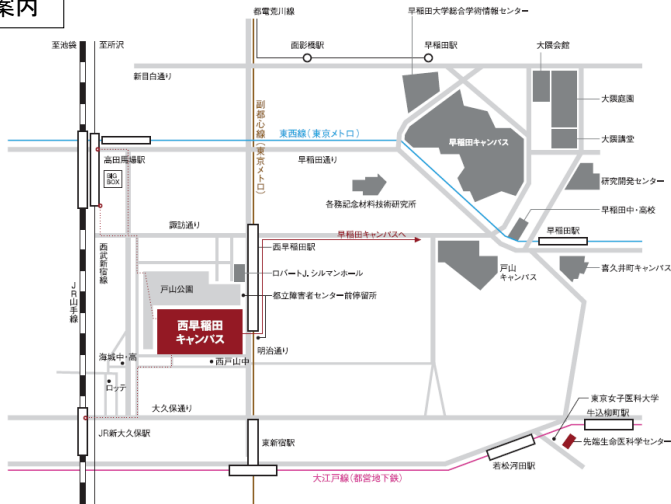 案内
都電荒川線
早稲田大学総合学術情報センター
至池袋
至所沢
面影橋駅
早稲田駅
大隈会館
新目白通り
大隈庭園
副都心線(東京メトロ)
東西線(東京メトロ)
早稲田キャンパス
大隈講堂
高田馬場駅
早稲田通り
BIG
BOX
研究開発センター
各務記念材料技術研究所
早稲田中・高校
諏訪通り
早稲田キャンパスへ
早稲田駅
西早稲田駅
西武新宿線
戸山
キャンパス
喜久井町キャンパス
ロバートJ.シルマンホール
JR山手線
戸山公園
都立障害者センター前停留所
西早稲田
キャンパス
明治通り
海城中・高
西戸山中
ロッテ
東京女子医科大学
大久保通り
牛込柳町駅
JR新大久保駅
東新宿駅
先端生命医科学センター
若松河田駅
大江戸線(都営地下鉄)